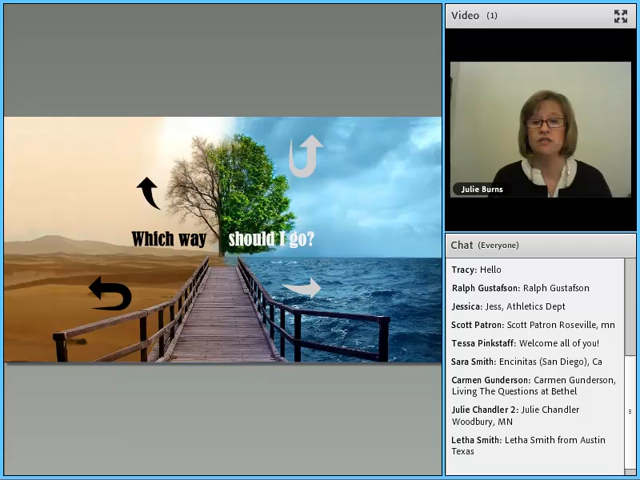 Which way should I go?
Video (1)
Julie Burns
Chat (Everyone)
Tracy: Hello
Ralph Gustafson: Ralph Gustafson
Jessica: Jess, Athletics Dept
Scott Patron: Scott Patron Roseville, mn
Tessa Pinkstaff: Welcome all of you!
Sara Smith: Encinitas (San Diego), Ca
Carmen Gunderson: Carmen Gunderson,
Living The Questions at Bethel
Julie Chandler 2: Julie Chandler
Woodbury, MN
Letha Smith: Letha Smith from Austin
Texas